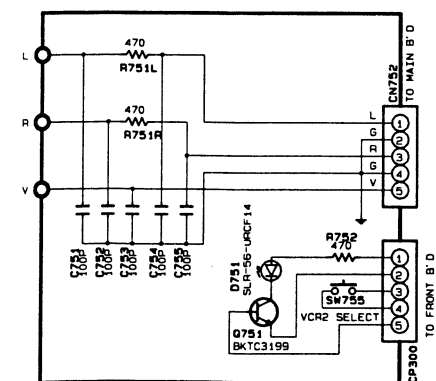 L
470
R751L
CN752
TO MAIN B'D
R
470
R751R
L
G
R
G
V
1
2
3
4
5
V
C751
100P
C752
100P
C753
100P
C754
100P
C755
100P
D751
SLR-56-URCF14
R752
470
SW755
VCR2 SELECT
Q751
BKTC3199
1
2
3
4
5
CP300
TO FRONT B'D